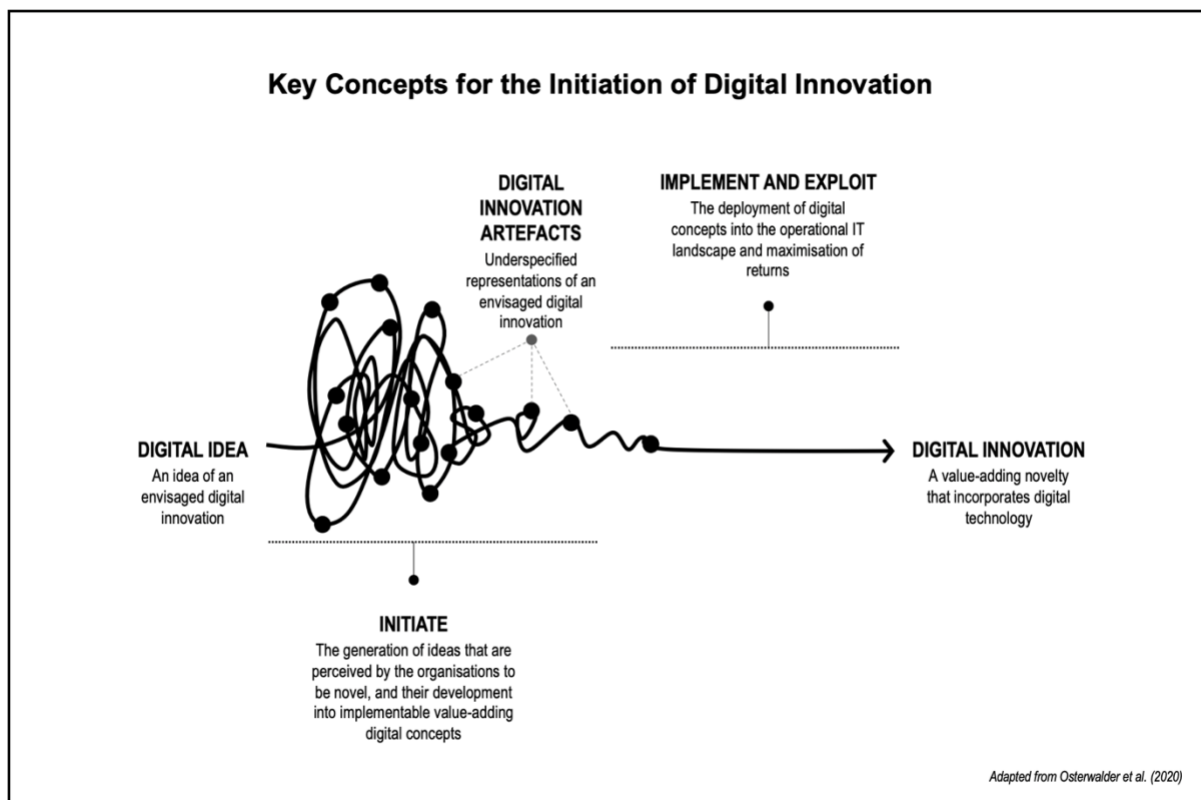 Key Concepts for the Initiation of Digital Innovation
DIGITAL
INNOVATION
ARTEFACTS
Underspecified
representations of an
envisaged digital
innovation
IMPLEMENT AND EXPLOIT
The deployment of digital
concepts into the operational IT
landscape and maximisation of
returns
DIGITAL IDEA
An idea of an
envisaged digital
innovation
DIGITAL INNOVATION
A value-adding novelty
that incorporates digital
technology
INITIATE
The generation of ideas that are
perceived by the organisations to
be novel, and their development
into implementable value-adding
digital concepts
Adapted from Osterwalder et al. (2020)